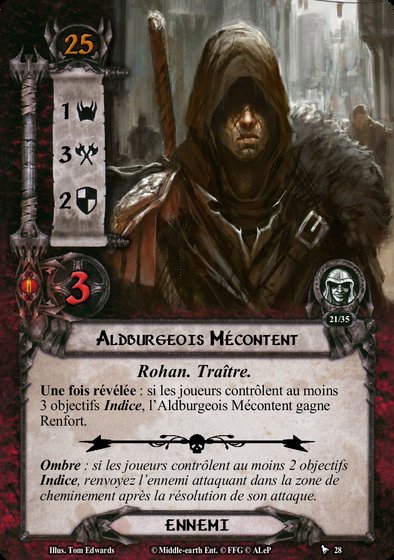 25
1
3
2
3
21/35
Aldburgeois Mécontent
Rohan. Traître.
Une fois révélée : si les joueurs contrôlent au moins
3 objectifs Indice, l'Aldburgeois Mécontent gagne
Renfort.
Ombre : si les joueurs contrôlent au moins 2 objectifs
Indice, renvoyez l'ennemi attaquant dans la zone de
cheminement après la résolution de son attaque.
ENNEMI
Illus. Tom Edwards © Middle-earth Ent. © FFG © ALeP 28